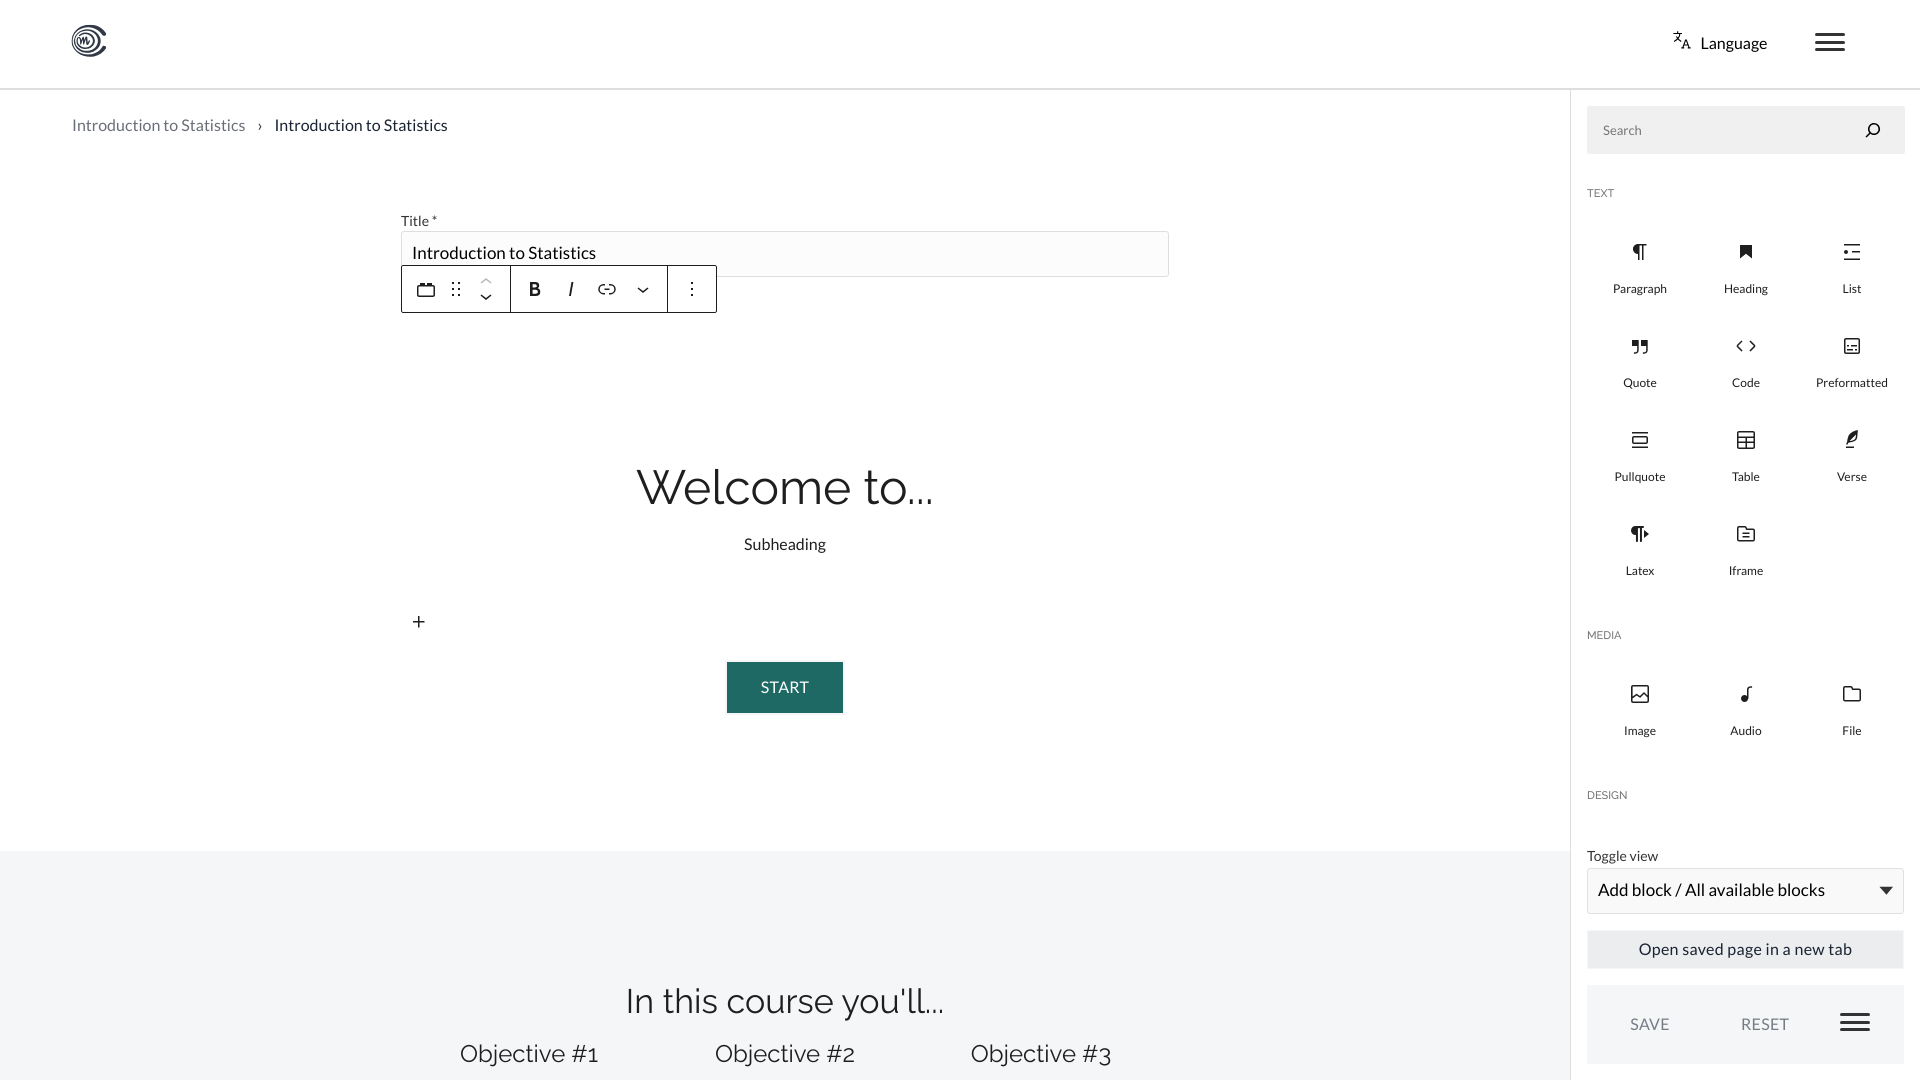 Language
Introduction to Statistics › Introduction to Statistics
Search
TEXT
Title *
Introduction to Statistics
B I
Paragraph Heading List
Quote Code Preformatted
Pullquote Table Verse
Latex Iframe
Welcome to...
Subheading
START
MEDIA
Image Audio File
DESIGN
Toggle view
Add block / All available blocks
Open saved page in a new tab
SAVE RESET
In this course you'll...
Objective #1 Objective #2 Objective #3